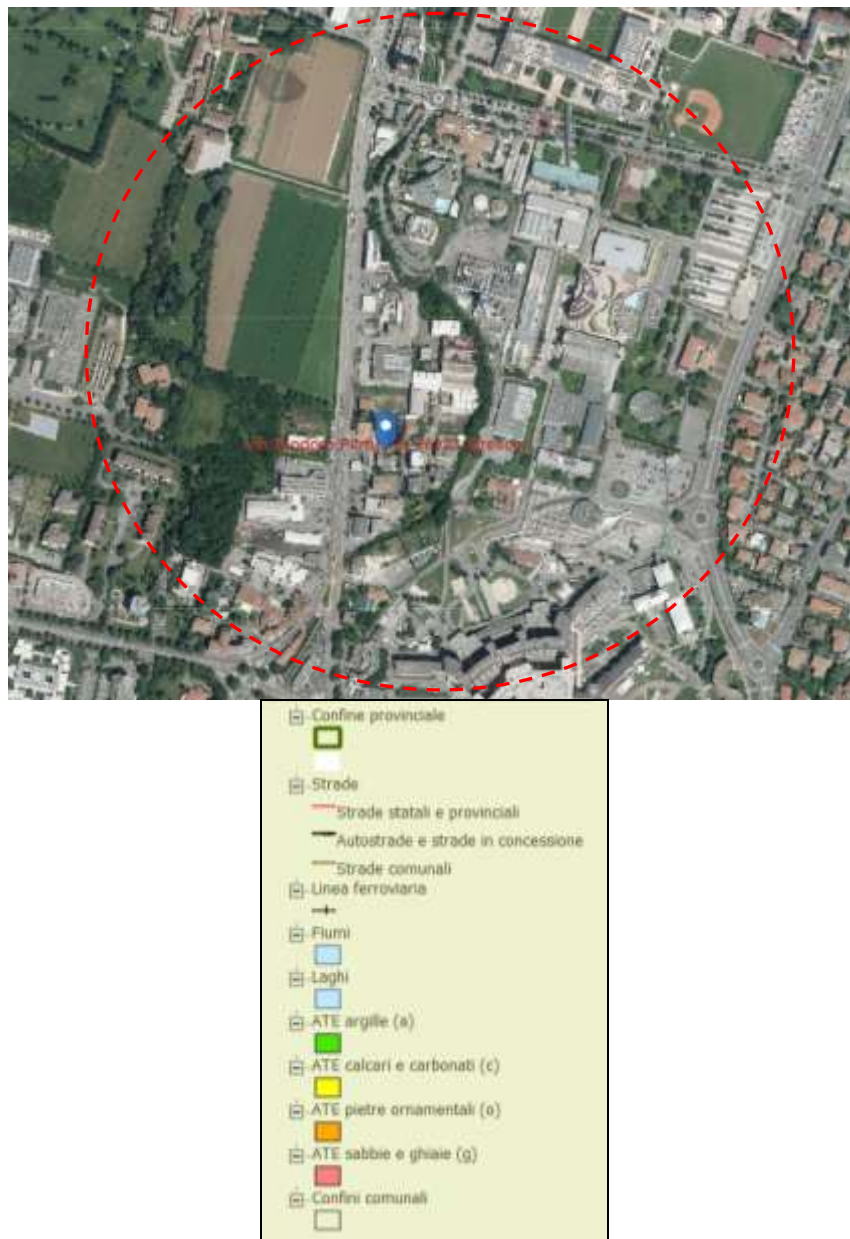 Confine provinciale
Strade
Strade statali e provinciali
Autostrade e strade in concessione
Strade comunali
Linea ferroviaria
Fiumi
Laghi
ATE argille (a)
ATE calcari e carbonati (c)
ATE pietre ornamentali (o)
ATE sabbie e ghiaie (g)
Confini comunali